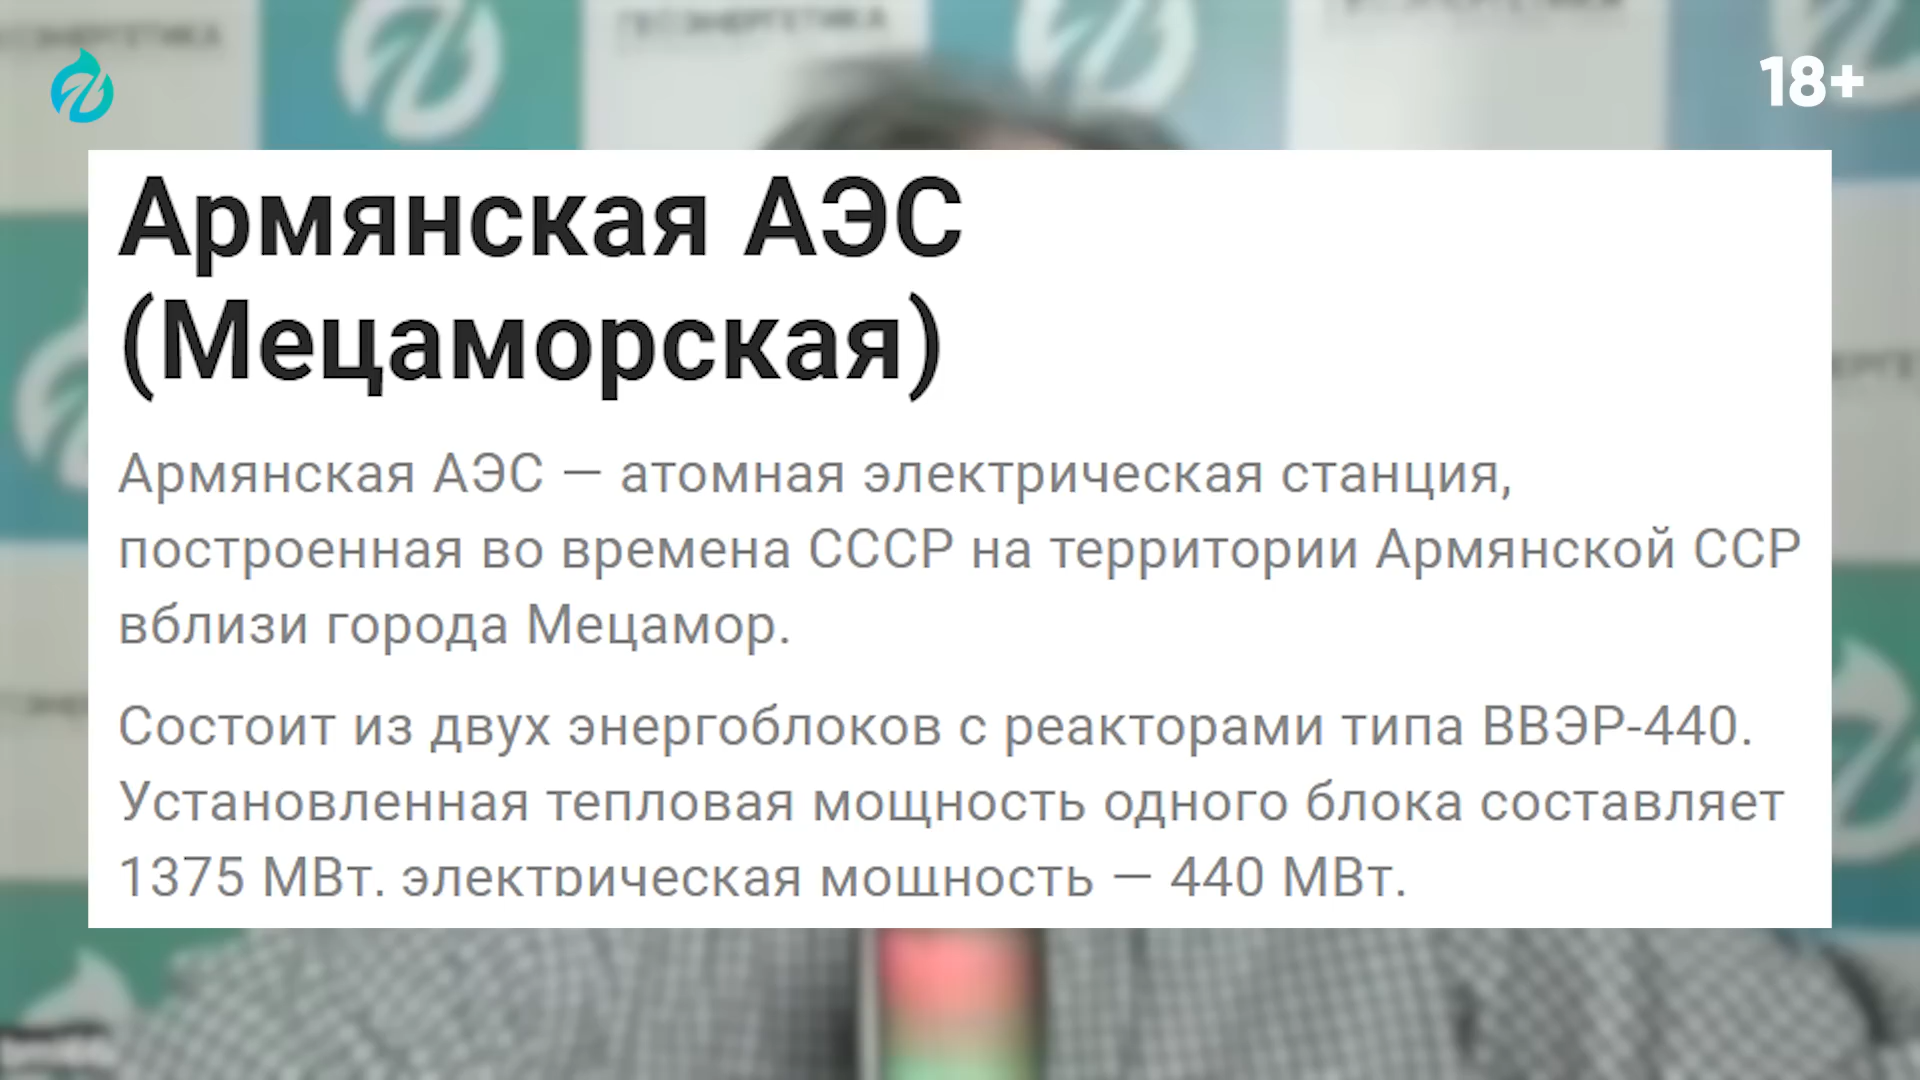 ГЕОЭНЕРГЕТИКА
18+
Армянская АЭС
(Мецаморская)
Армянская АЭС — атомная электрическая станция,
построенная во времена СССР на территории Армянской ССР
вблизи города Мецамор.
Состоит из двух энергоблоков с реакторами типа ВВЭР-440.
Установленная тепловая мощность одного блока составляет
1375 МВт. электрическая мощность — 440 МВт.